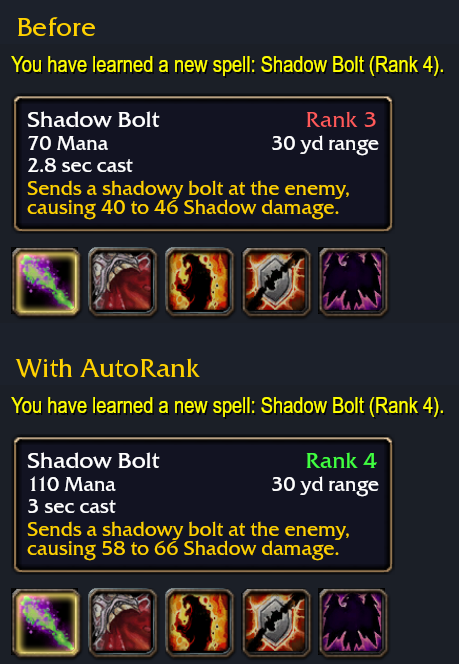 Before
You have learned a new spell: Shadow Bolt (Rank 4).
Shadow Bolt Rank 3
70 Mana 30 yd range
2.8 sec cast
Sends a shadowy bolt at the enemy,
causing 40 to 46 Shadow damage.
With AutoRank
You have learned a new spell: Shadow Bolt (Rank 4).
Shadow Bolt Rank 4
110 Mana 30 yd range
3 sec cast
Sends a shadowy bolt at the enemy,
causing 58 to 66 Shadow damage.